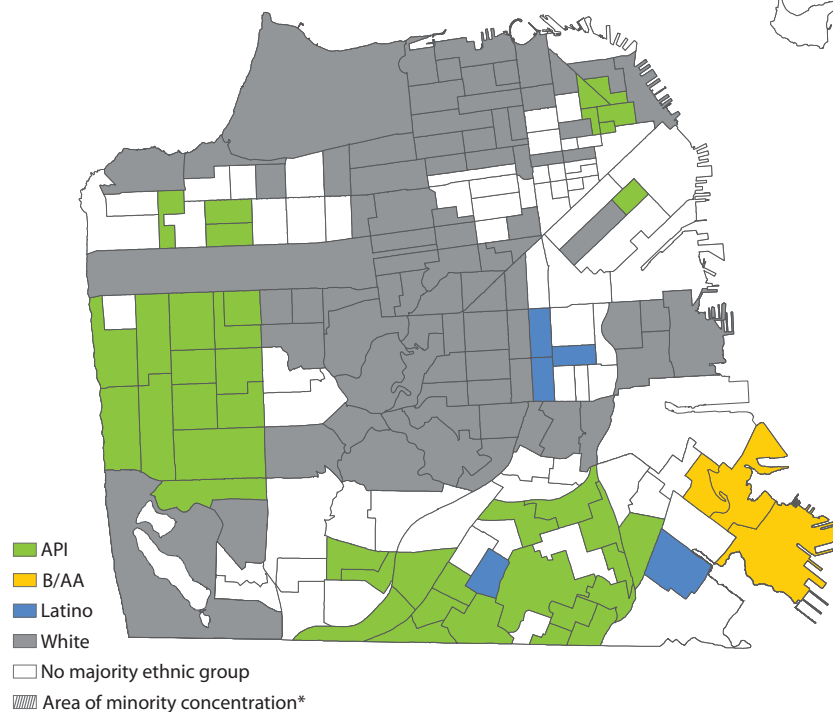 API
B/AA
Latino
White
No majority ethnic group
Area of minority concentration*